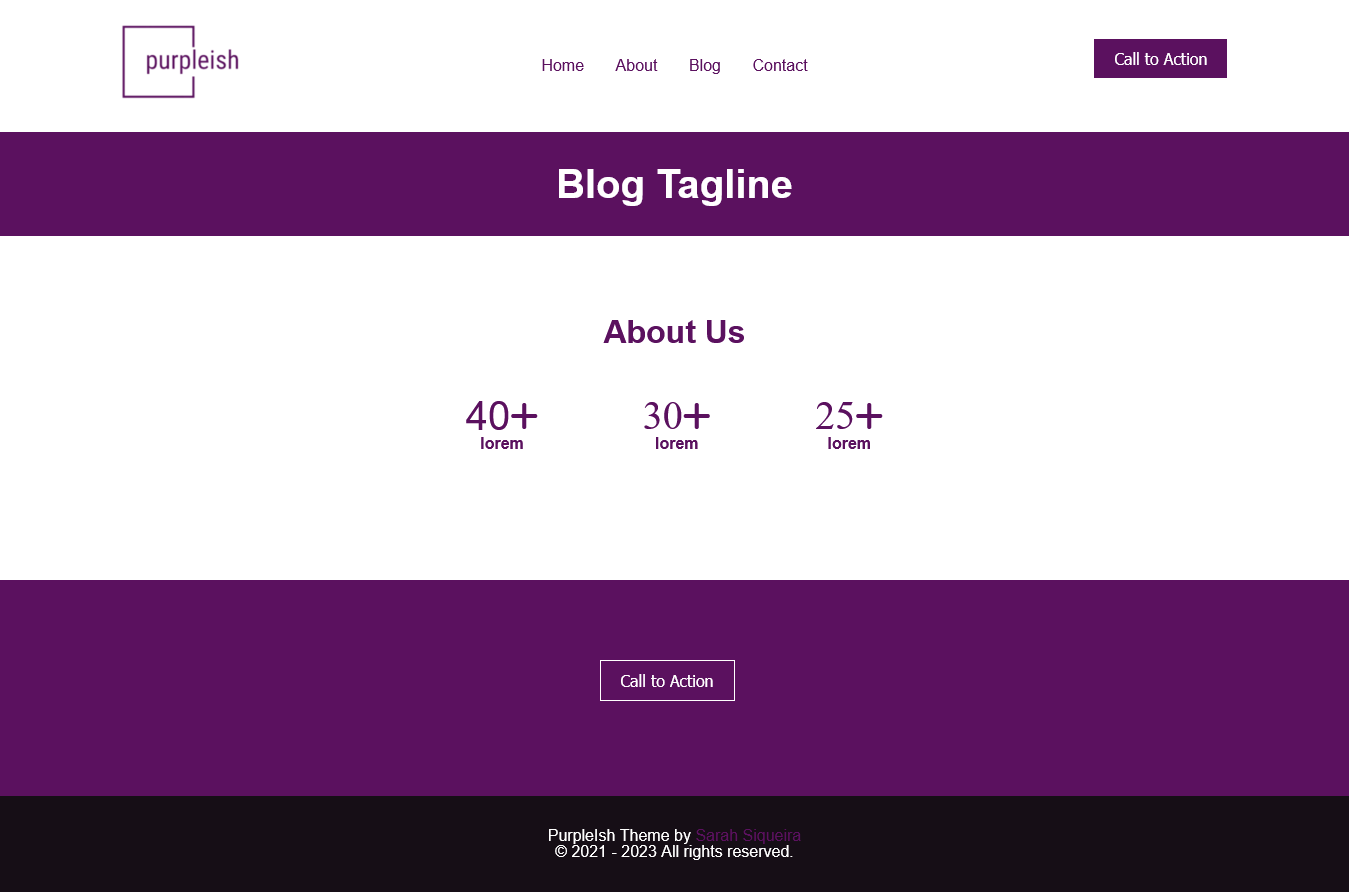 purpleish
Home About Blog Contact
Call to Action
Blog Tagline
About Us
40+ 30+ 25+
lorem lorem lorem
Call to Action
PurpleIsh Theme by Sarah Siqueira
© 2021 - 2023 All rights reserved.